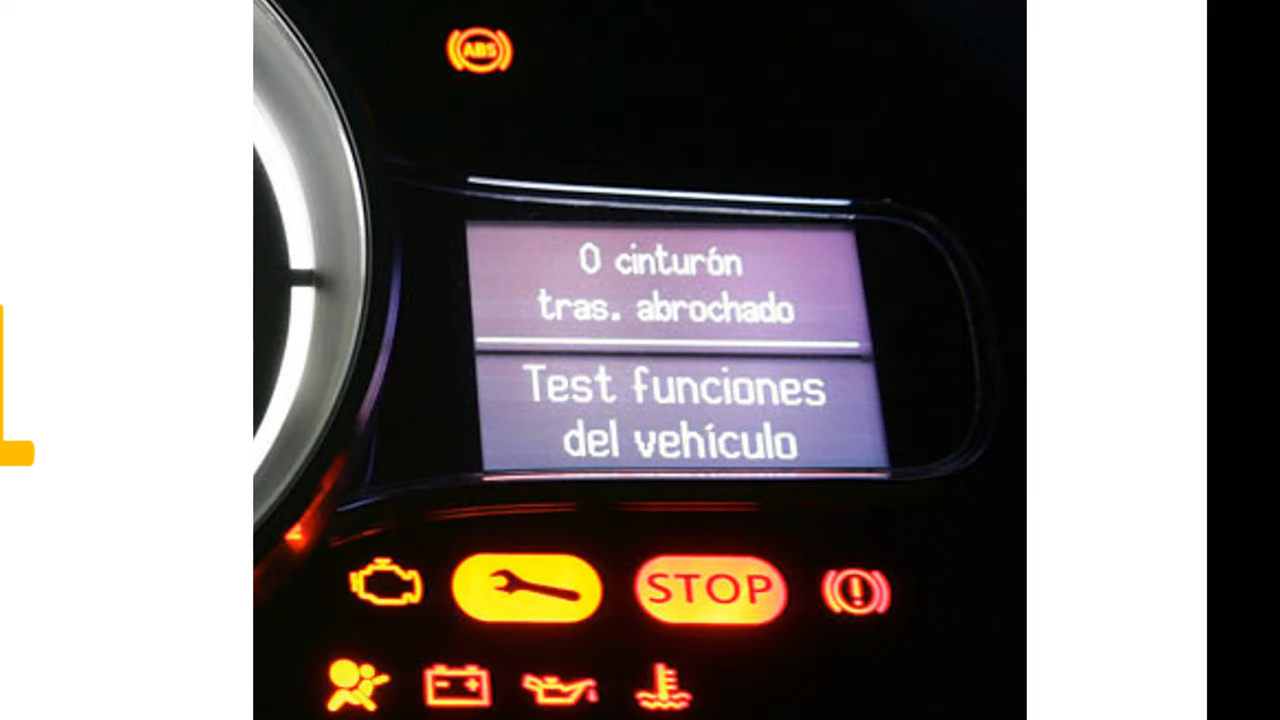 ABS
0 cinturón
tras. abrochado
Test funciones
del vehículo
STOP